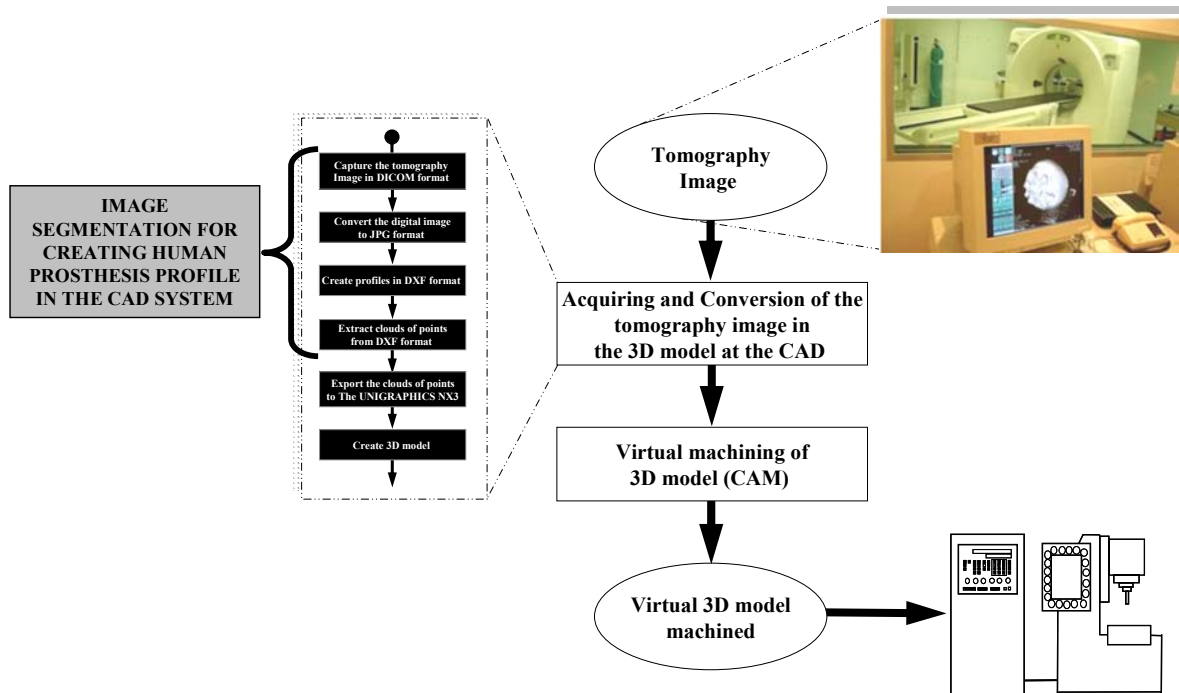 IMAGE
SEGMENTATION FOR
CREATING HUMAN
PROSTHESIS PROFILE
IN THE CAD SYSTEM
Capture the tomography
Image in DICOM format
Convert the digital image
to JPG format
Create profiles in DXF format
Extract clouds of points
from DXF format
Export the clouds of points
to The UNIGRAPHICS NX3
Create 3D model
Tomography
Image
Acquiring and Conversion of the
tomography image in
the 3D model at the CAD
Virtual machining of
3D model (CAM)
Virtual 3D model
machined